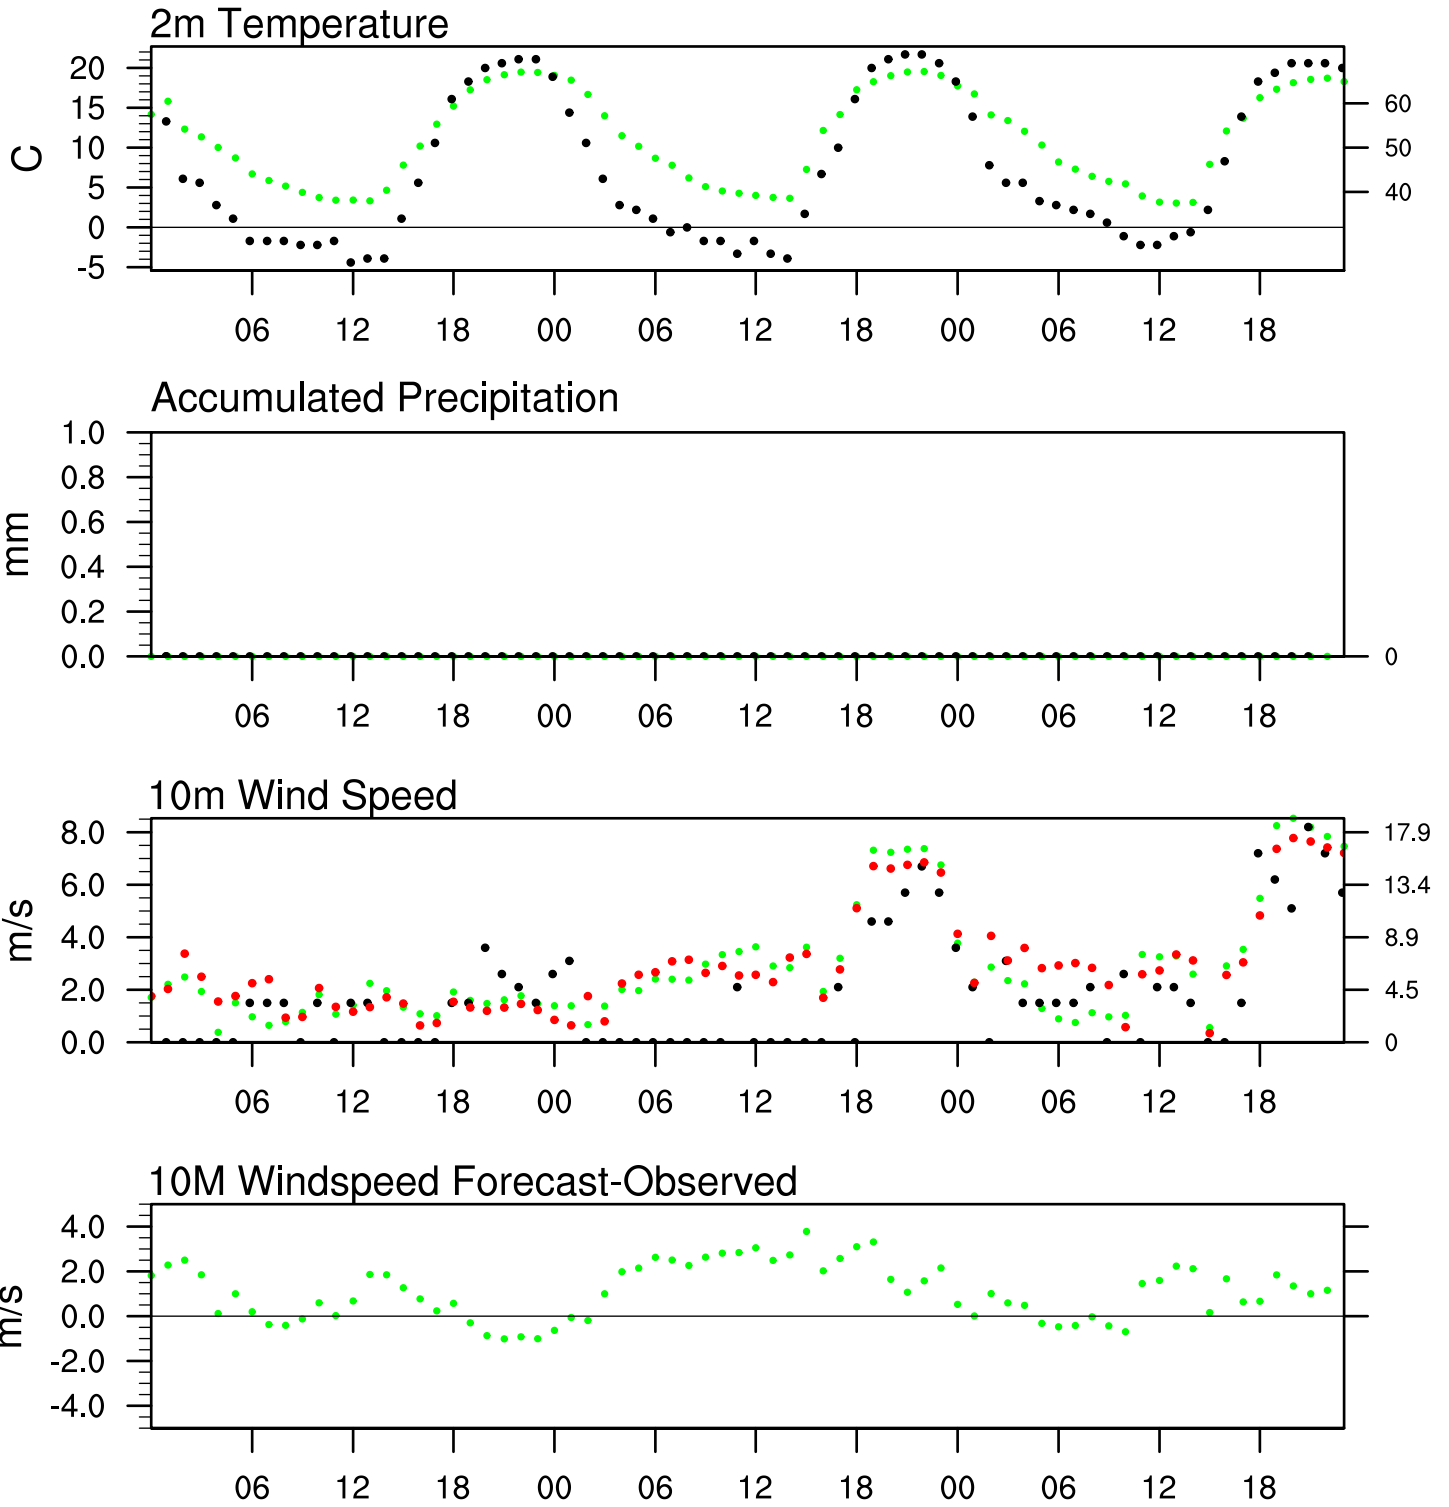 2m Temperature
20
15
10
5
0
-5
C
60
50
40
06 12 18 00 06 12 18 00 06 12 18
Accumulated Precipitation
1.0
0.8
0.6
0.4
0.2
0.0
mm
0
06 12 18 00 06 12 18 00 06 12 18
10m Wind Speed
8.0
6.0
4.0
2.0
0.0
m/s
17.9
13.4
8.9
4.5
0
06 12 18 00 06 12 18 00 06 12 18
10M Windspeed Forecast-Observed
4.0
2.0
0.0
-2.0
-4.0
m/s
06 12 18 00 06 12 18 00 06 12 18